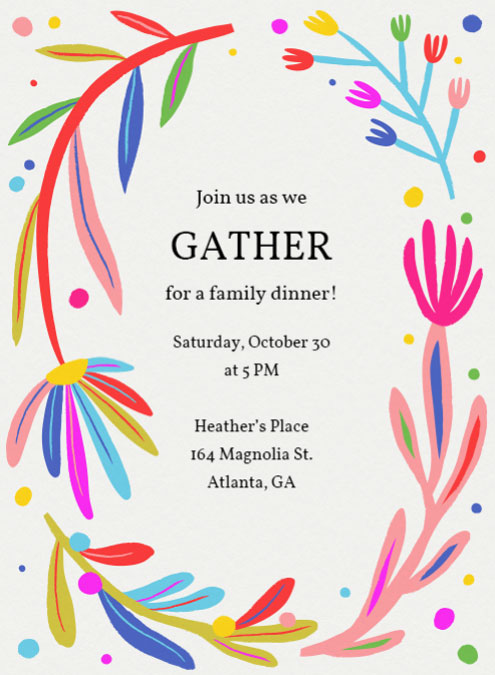 Join us as we
GATHER
for a family dinner!
Saturday, October 30
at 5 PM
Heather's Place
164 Magnolia St.
Atlanta, GA